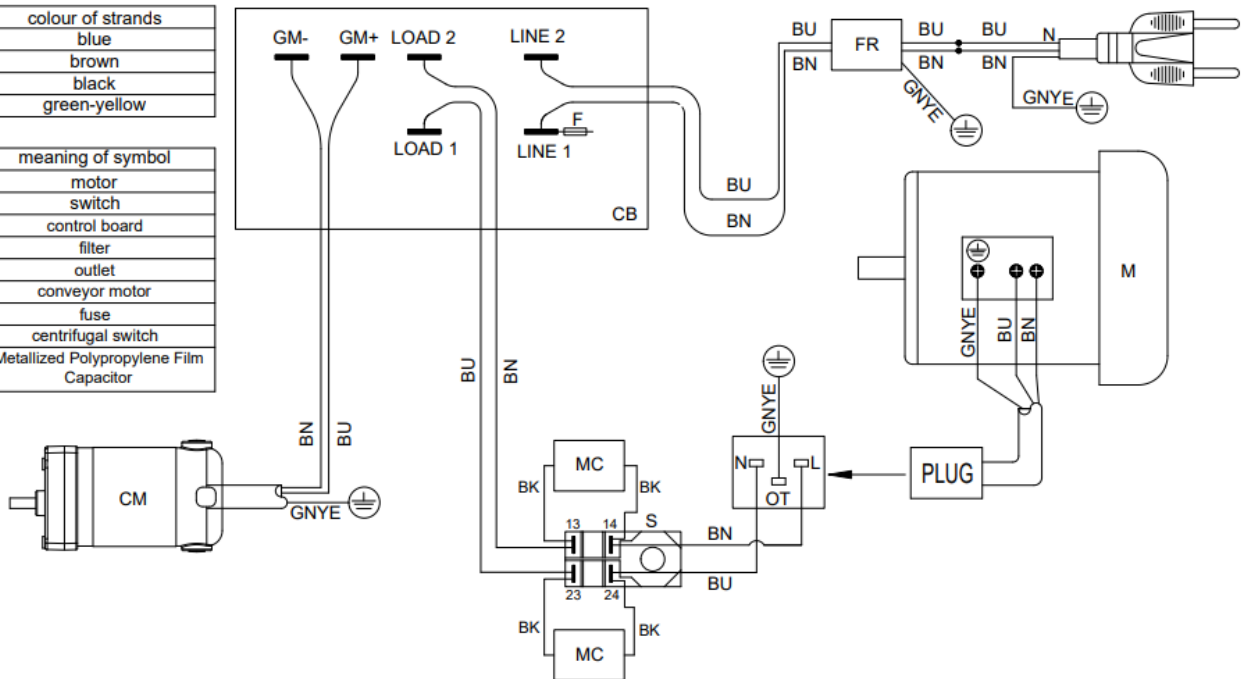 colour of strands
blue
brown
black
green-yellow
meaning of symbol
motor
switch
control board
filter
outlet
conveyor motor
fuse
centrifugal switch
Metallized Polypropylene Film
Capacitor
GM- GM+ LOAD 2 LINE 2
LOAD 1 F LINE 1
CB
BU FR BU BU N
BN BN BN
GNYE GNYE
BU
BN
M
GNYE BU BN
BU BN
BN BU
CM
GNYE
GNYE
N L
OT
PLUG
MC
BK BK
13 14 S
BN
BU
23 24
BK BK
MC